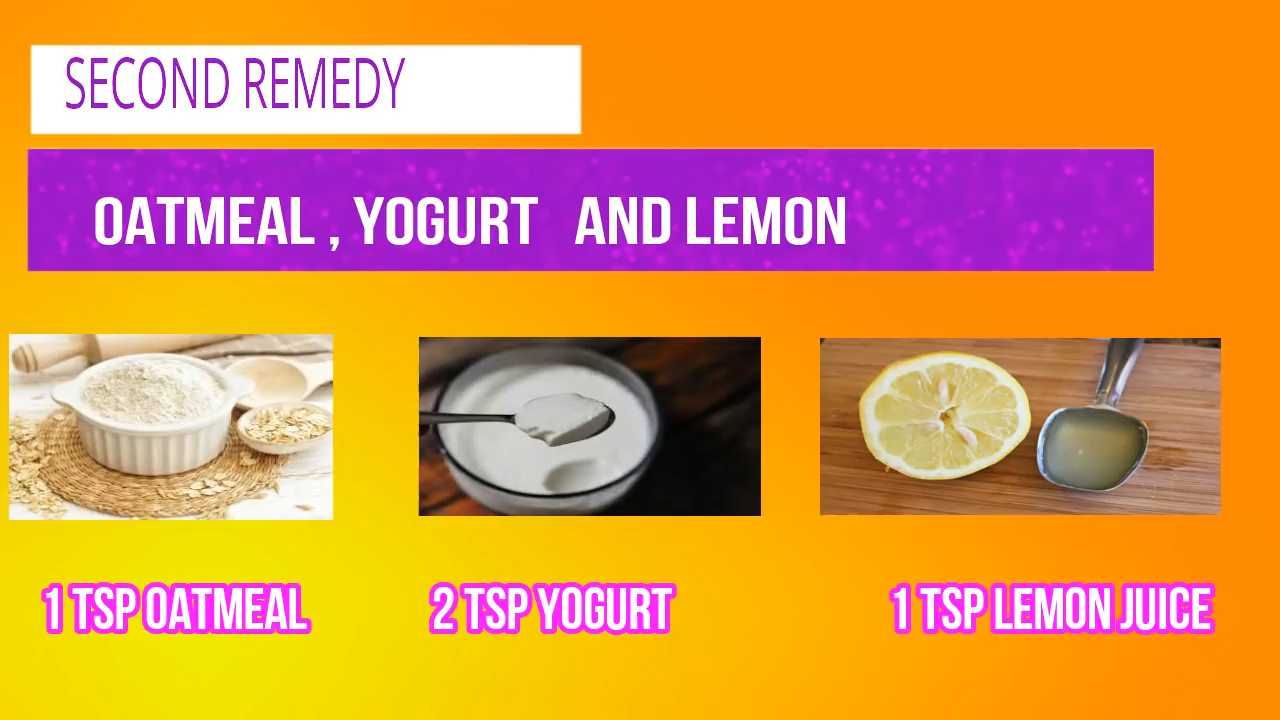 SECOND REMEDY
OATMEAL , YOGURT AND LEMON
1 TSP OATMEAL
2 TSP YOGURT
1 TSP LEMON JUICE